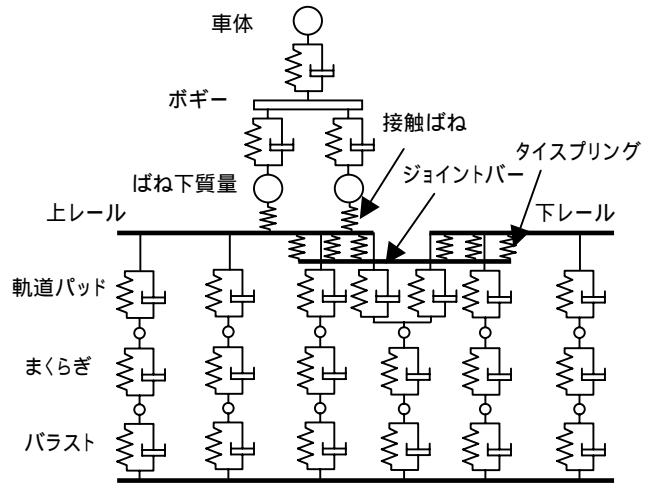 車体
ボギー
接触ばね
タイスプリング
ばね下質量
ジョイントバー
上レール
下レール
軌道パッド
まくらぎ
バラスト